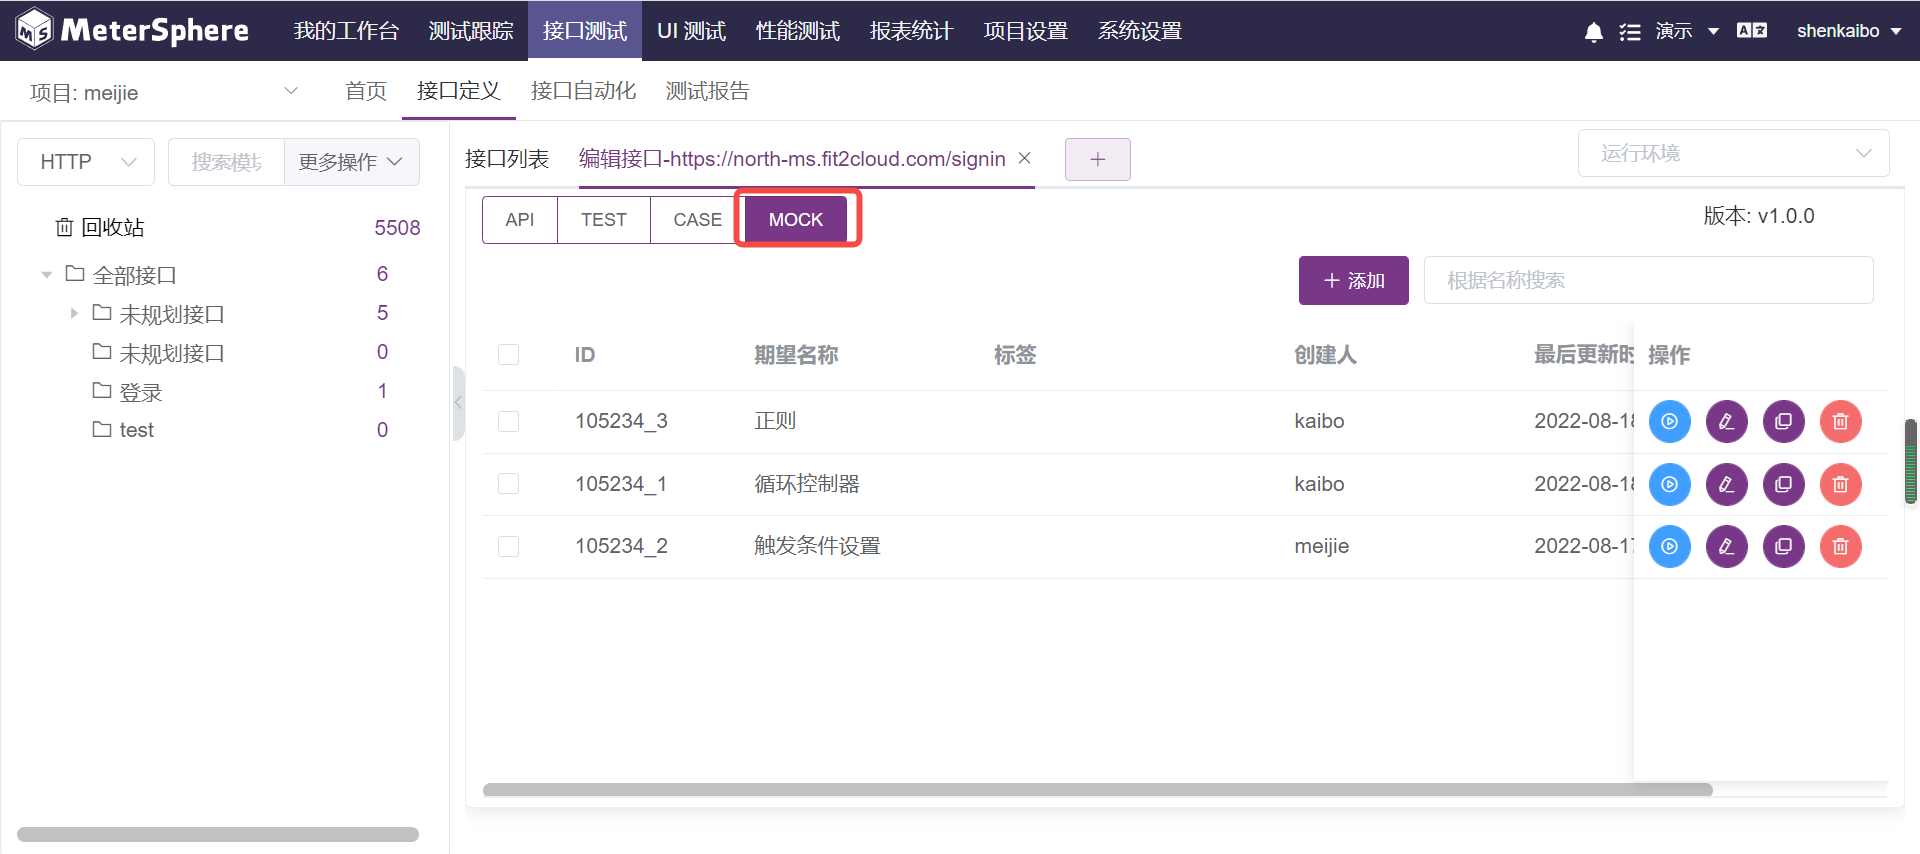 MeterSphere 我的工作台 测试跟踪 接口测试 UI 测试 性能测试 报表统计 项目设置 系统设置 演示 shenkaibo
项目: meijie 首页 接口定义 接口自动化 测试报告
HTTP 搜索模块 更多操作
接口列表 编辑接口-https://north-ms.fit2cloud.com/signin 运行环境
API TEST CASE MOCK 版本: v1.0.0
回收站 5508
全部接口 6
未规划接口 5
未规划接口 0
登录 1
test 0
添加 根据名称搜索
ID 期望名称 标签 创建人 最后更新时 操作
105234_3 正则 kaibo 2022-08-18
105234_1 循环控制器 kaibo 2022-08-18
105234_2 触发条件设置 meijie 2022-08-17